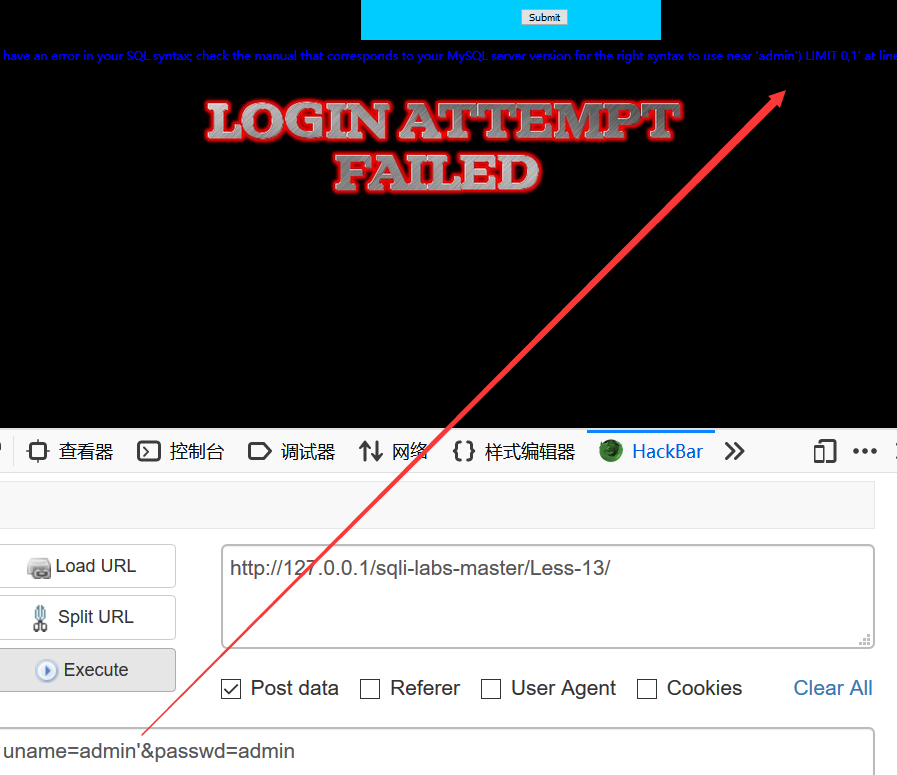 Submit
have an error in your SQL syntax; check the manual that corresponds to your MySQL server version for the right syntax to use near 'admin') LIMIT 0,1' at line
LOGIN ATTEMPT
FAILED
查看器 控制台 调试器 网络 样式编辑器 HackBar
Load URL
http://127.0.0.1/sqli-labs-master/Less-13/
Split URL
Execute
Post data Referer User Agent Cookies Clear All
uname=admin'&passwd=admin